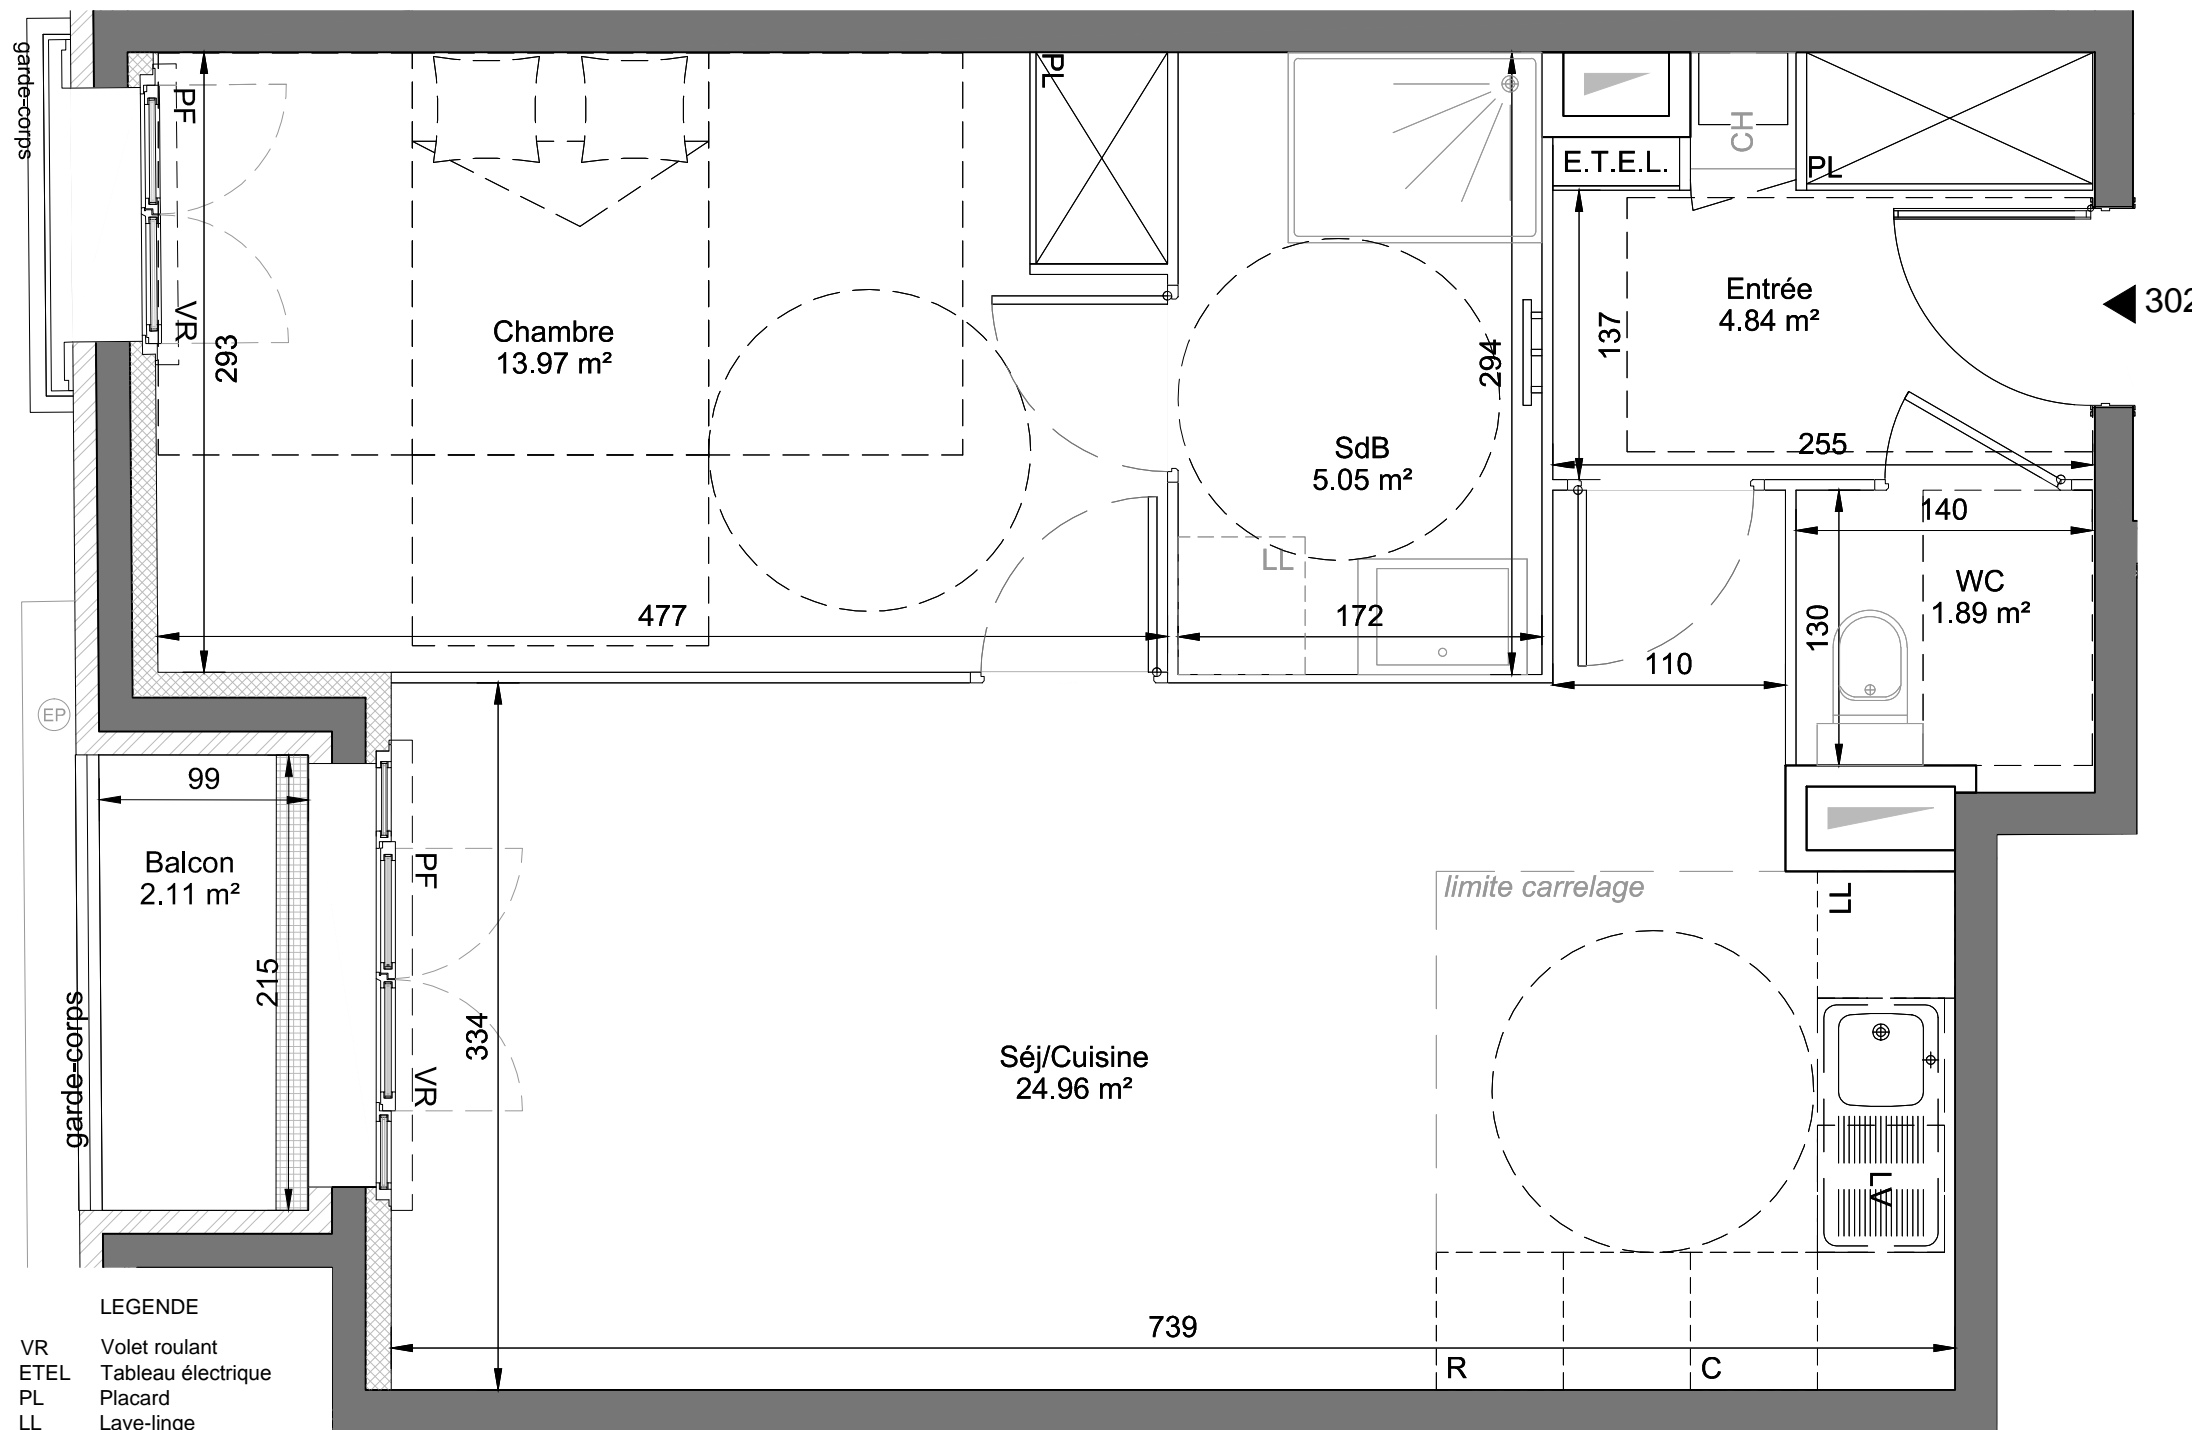 garde-corps
PF
VR
293
Chambre
13.97 m²
477
PL
SdB
5.05 m²
294
172
LL
E.T.E.L.
CH
PL
Entrée
4.84 m²
137
255
302
140
WC
1.89 m²
130
110
EP
99
Balcon
2.11 m²
215
garde-corps
PF
VR
334
Séj/Cuisine
24.96 m²
limite carrelage
LL
LV
739
R
C
LEGENDE
VR Volet roulant
ETEL Tableau électrique
PL Placard
LL Lave-linge